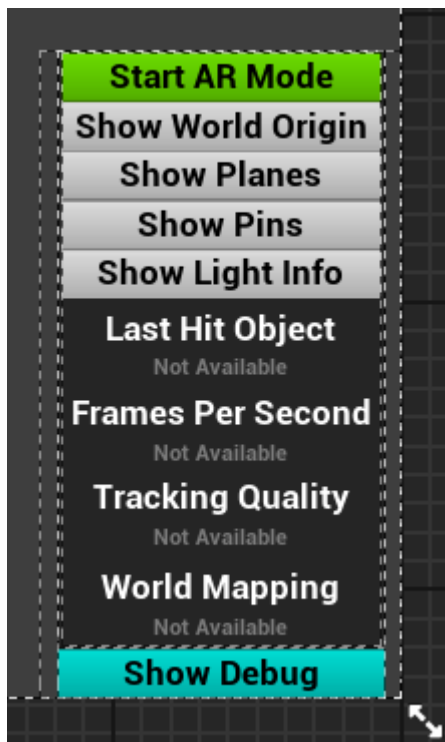 Start AR Mode
Show World Origin
Show Planes
Show Pins
Show Light Info
Last Hit Object
Not Available
Frames Per Second
Not Available
Tracking Quality
Not Available
World Mapping
Not Available
Show Debug